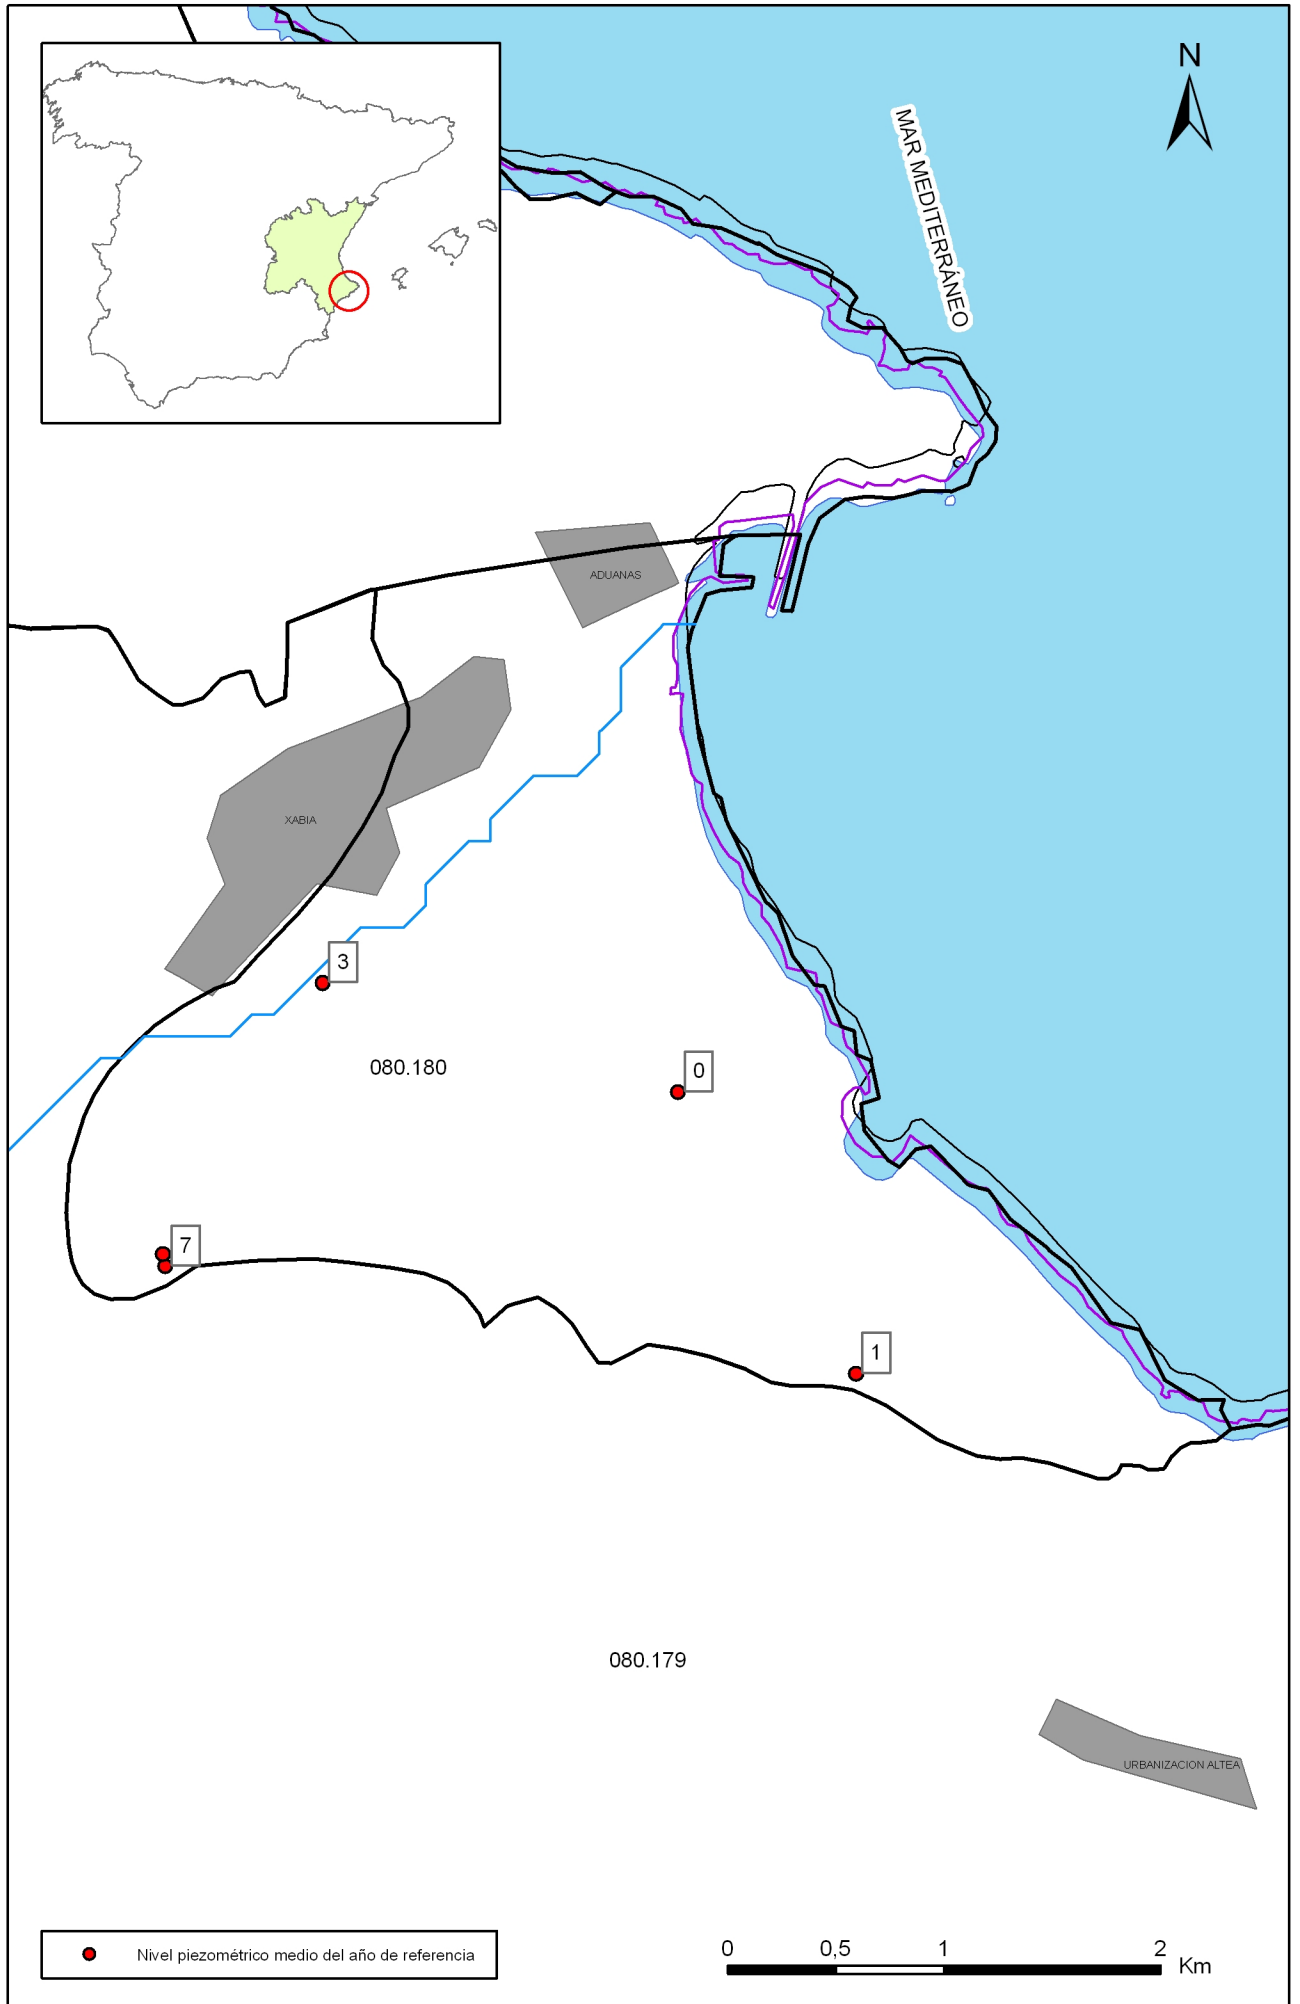 N
MAR MEDITERRÁNEO
ADUANAS
XABIA
3
080.180
0
7
1
080.179
URBANIZACION ALTEA
Nivel piezométrico medio del año de referencia
0 0,5 1 2 Km